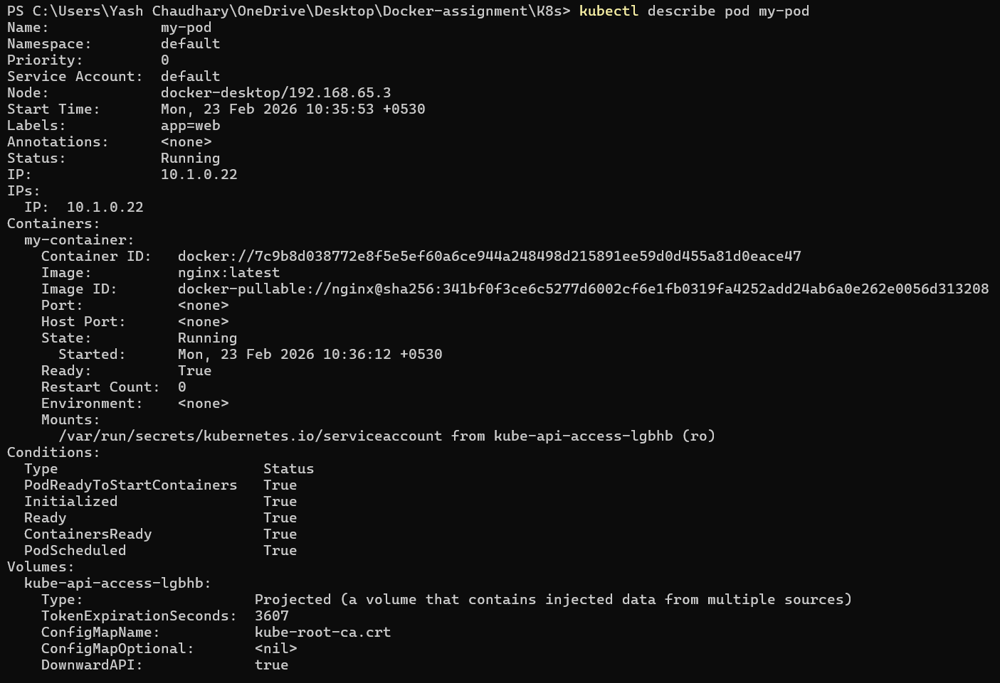 PS C:\Users\Yash Chaudhary\OneDrive\Desktop\Docker-assignment\K8s> kubectl describe pod my-pod
Name:             my-pod
Namespace:        default
Priority:         0
Service Account:  default
Node:             docker-desktop/192.168.65.3
Start Time:       Mon, 23 Feb 2026 10:35:53 +0530
Labels:           app=web
Annotations:      <none>
Status:           Running
IP:               10.1.0.22
IPs:
  IP:  10.1.0.22
Containers:
  my-container:
    Container ID:   docker://7c9b8d038772e8f5e5ef60a6ce944a248498d215891ee59d0d455a81d0eace47
    Image:          nginx:latest
    Image ID:       docker-pullable://nginx@sha256:341bf0f3ce6c5277d6002cf6e1fb0319fa4252add24ab6a0e262e0056d313208
    Port:           <none>
    Host Port:      <none>
    State:          Running
      Started:      Mon, 23 Feb 2026 10:36:12 +0530
    Ready:          True
    Restart Count:  0
    Environment:    <none>
    Mounts:
      /var/run/secrets/kubernetes.io/serviceaccount from kube-api-access-lgbhb (ro)
Conditions:
  Type                        Status
  PodReadyToStartContainers   True
  Initialized                 True
  Ready                       True
  ContainersReady             True
  PodScheduled                True
Volumes:
  kube-api-access-lgbhb:
    Type:                    Projected (a volume that contains injected data from multiple sources)
    TokenExpirationSeconds:  3607
    ConfigMapName:           kube-root-ca.crt
    ConfigMapOptional:       <nil>
    DownwardAPI:             true